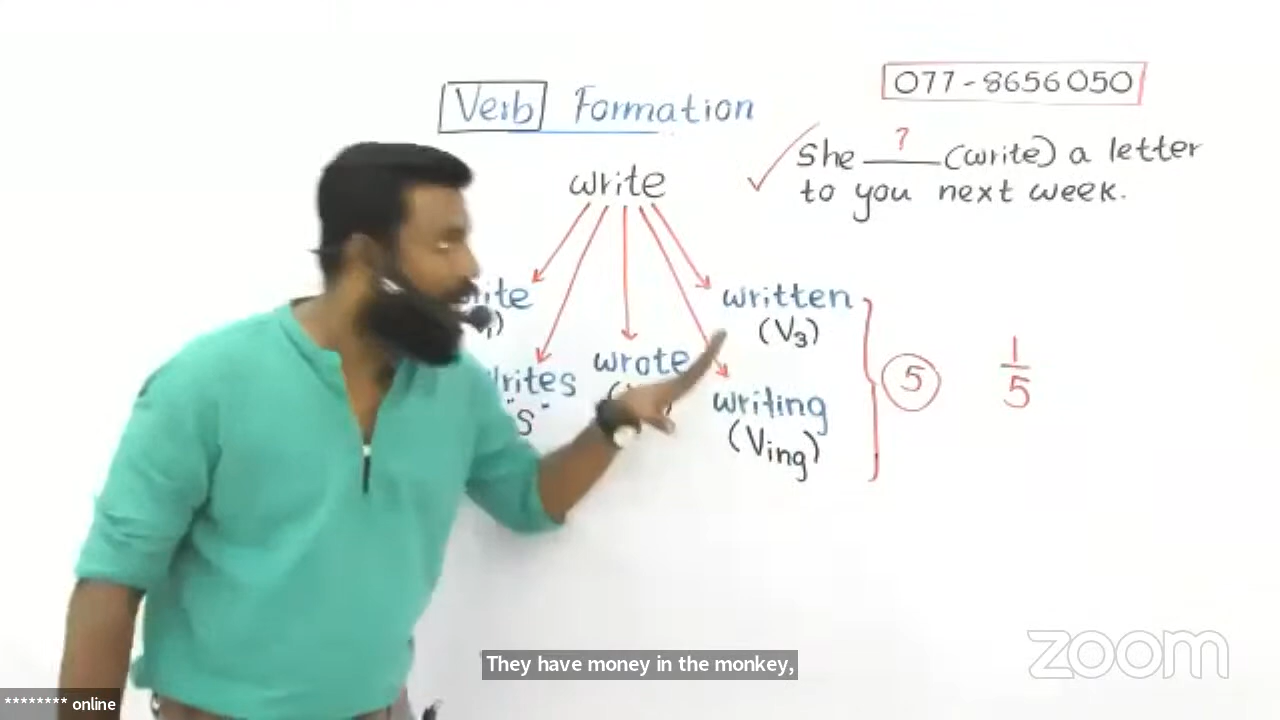 077-8656050
Verb Formation
She ? (write) a letter
to you next week.
write
written
(V3)
wrote
writes
"S"
writing
(Ving)
5
1
5
They have money in the monkey,
zoom
******** online